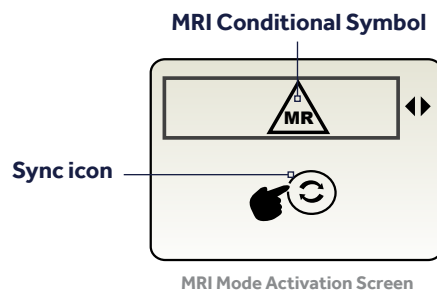 MRI Conditional Symbol
MR
Sync icon
MRI Mode Activation Screen